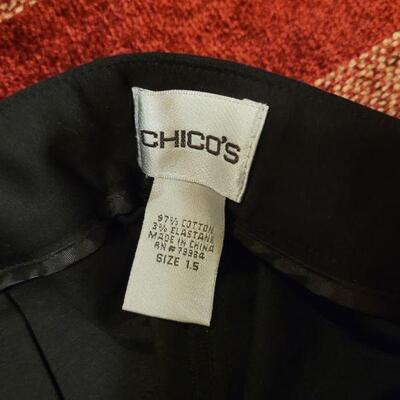 CHICO'S
97% COTTON
3% ELASTANE
MADE IN CHINA
RN# 79984
SIZE 1.5